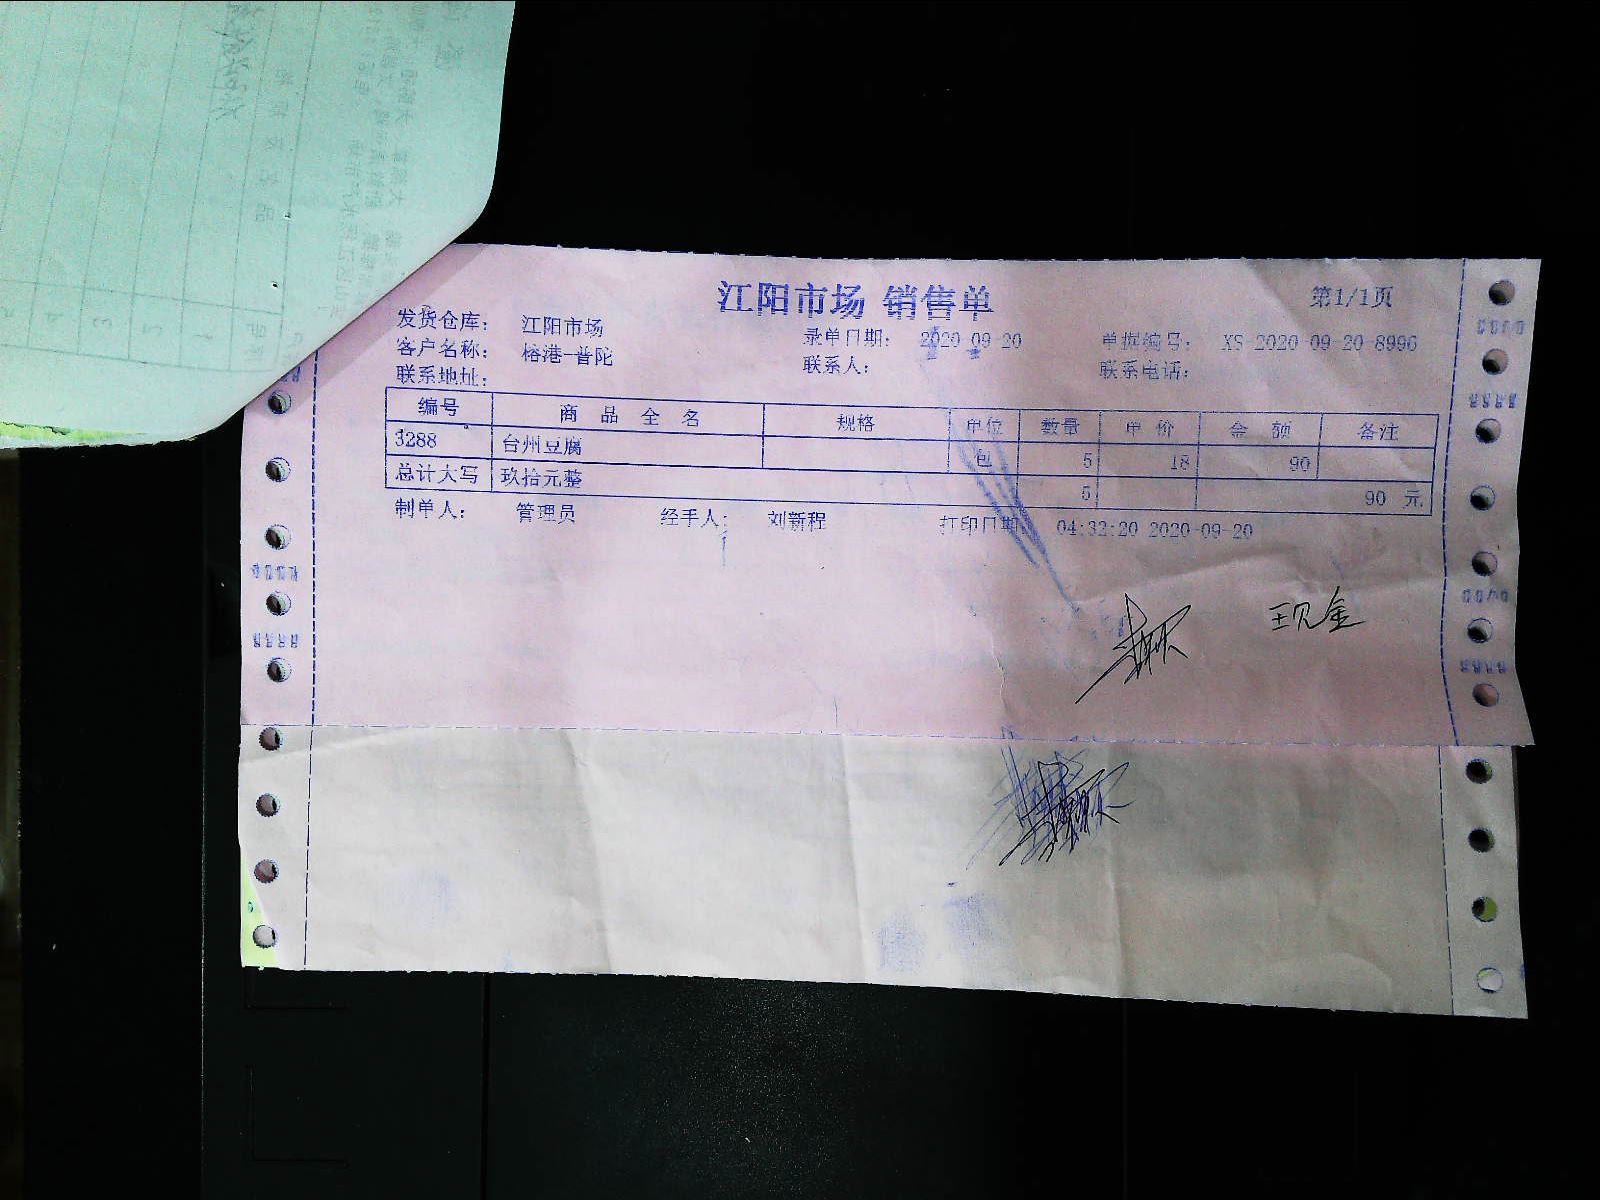 江阳市场 销售单
第1/1页
发货仓库： 江阳市场 录单日期： 2020-09-20 单据编号： XS-2020-09-20-8996
客户名称： 榕港-普陀 联系人： 联系电话：
联系地址：
编号 商品全名 规格 单位 数量 单价 金额 备注
3288 台州豆腐 包 5 18 90
总计大写 玖拾元整 5 90 元
制单人： 管理员 经手人： 刘新程 打印日期： 04:32:20 2020-09-20
现金